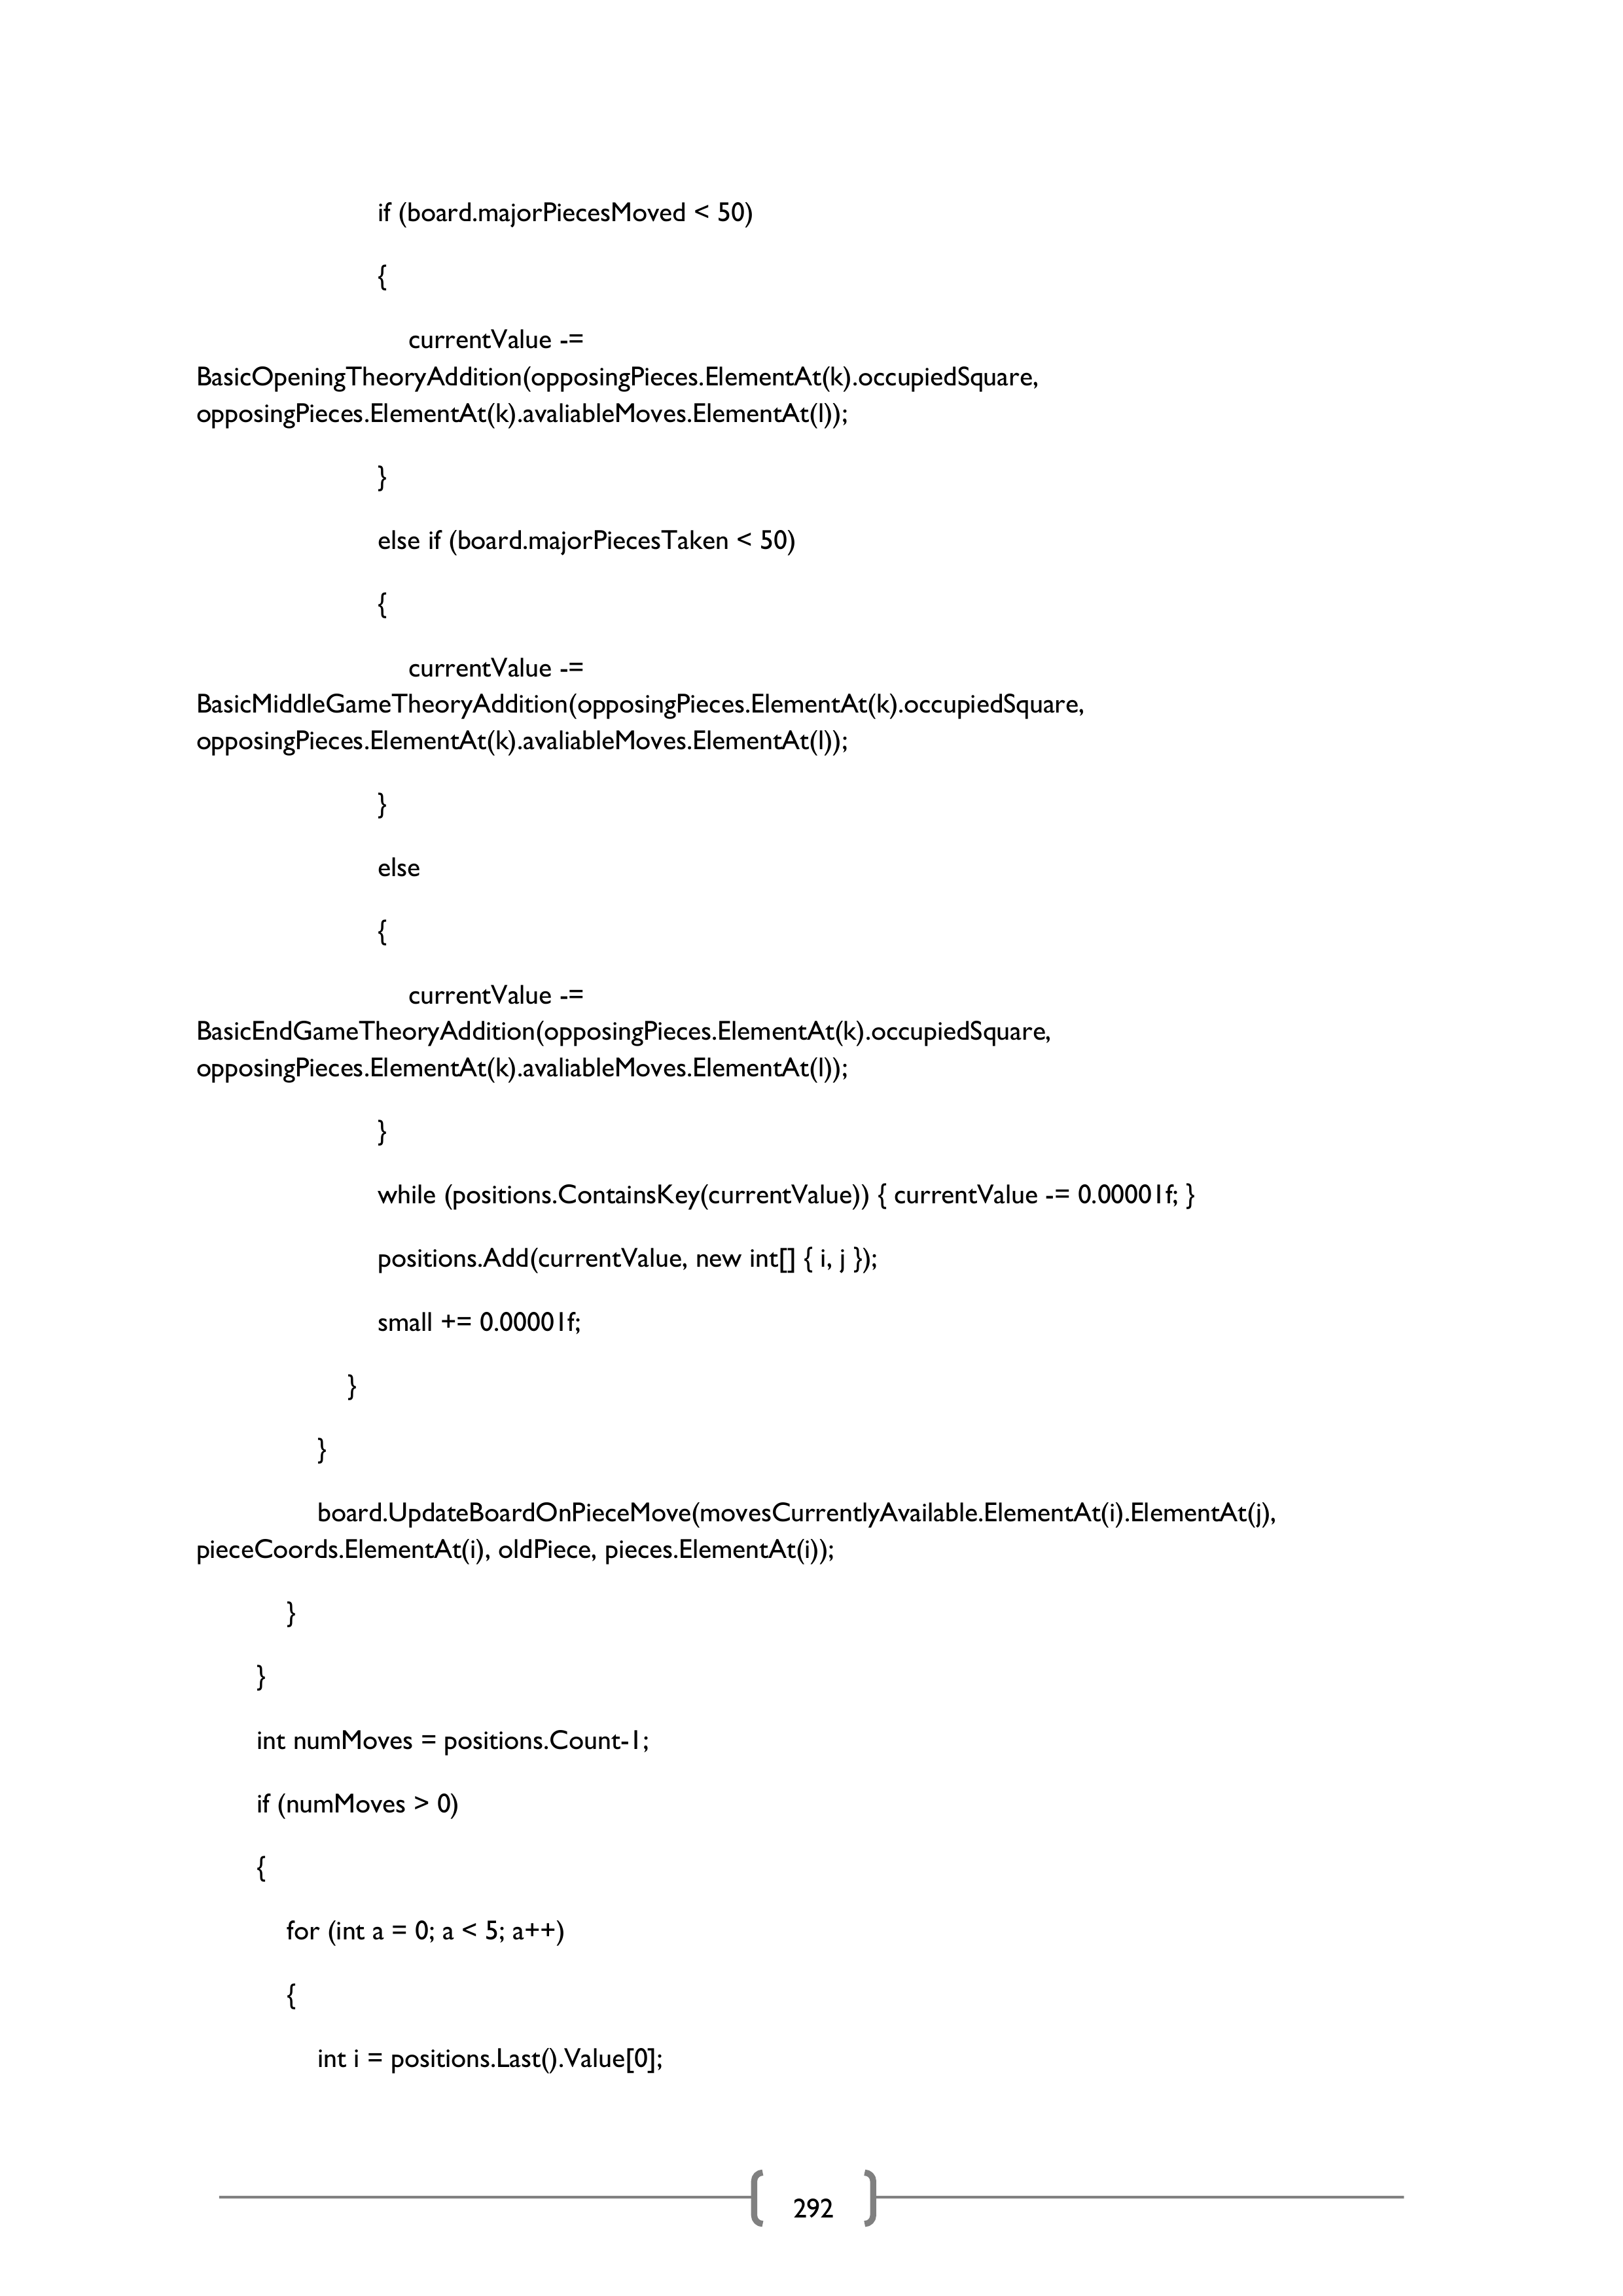 if (board.majorPiecesMoved < 50)
{
currentValue -=
BasicOpeningTheoryAddition(opposingPieces.ElementAt(k).occupiedSquare,
opposingPieces.ElementAt(k).avaliableMoves.ElementAt(l));
}
else if (board.majorPiecesTaken < 50)
{
currentValue -=
BasicMiddleGameTheoryAddition(opposingPieces.ElementAt(k).occupiedSquare,
opposingPieces.ElementAt(k).avaliableMoves.ElementAt(l));
}
else
{
currentValue -=
BasicEndGameTheoryAddition(opposingPieces.ElementAt(k).occupiedSquare,
opposingPieces.ElementAt(k).avaliableMoves.ElementAt(l));
}
while (positions.ContainsKey(currentValue)) { currentValue -= 0.00001f; }
positions.Add(currentValue, new int[] { i, j });
small += 0.00001f;
}
}
board.UpdateBoardOnPieceMove(movesCurrentlyAvailable.ElementAt(i).ElementAt(j),
pieceCoords.ElementAt(i), oldPiece, pieces.ElementAt(i));
}
}
int numMoves = positions.Count-1;
if (numMoves > 0)
{
for (int a = 0; a < 5; a++)
{
int i = positions.Last().Value[0];
292